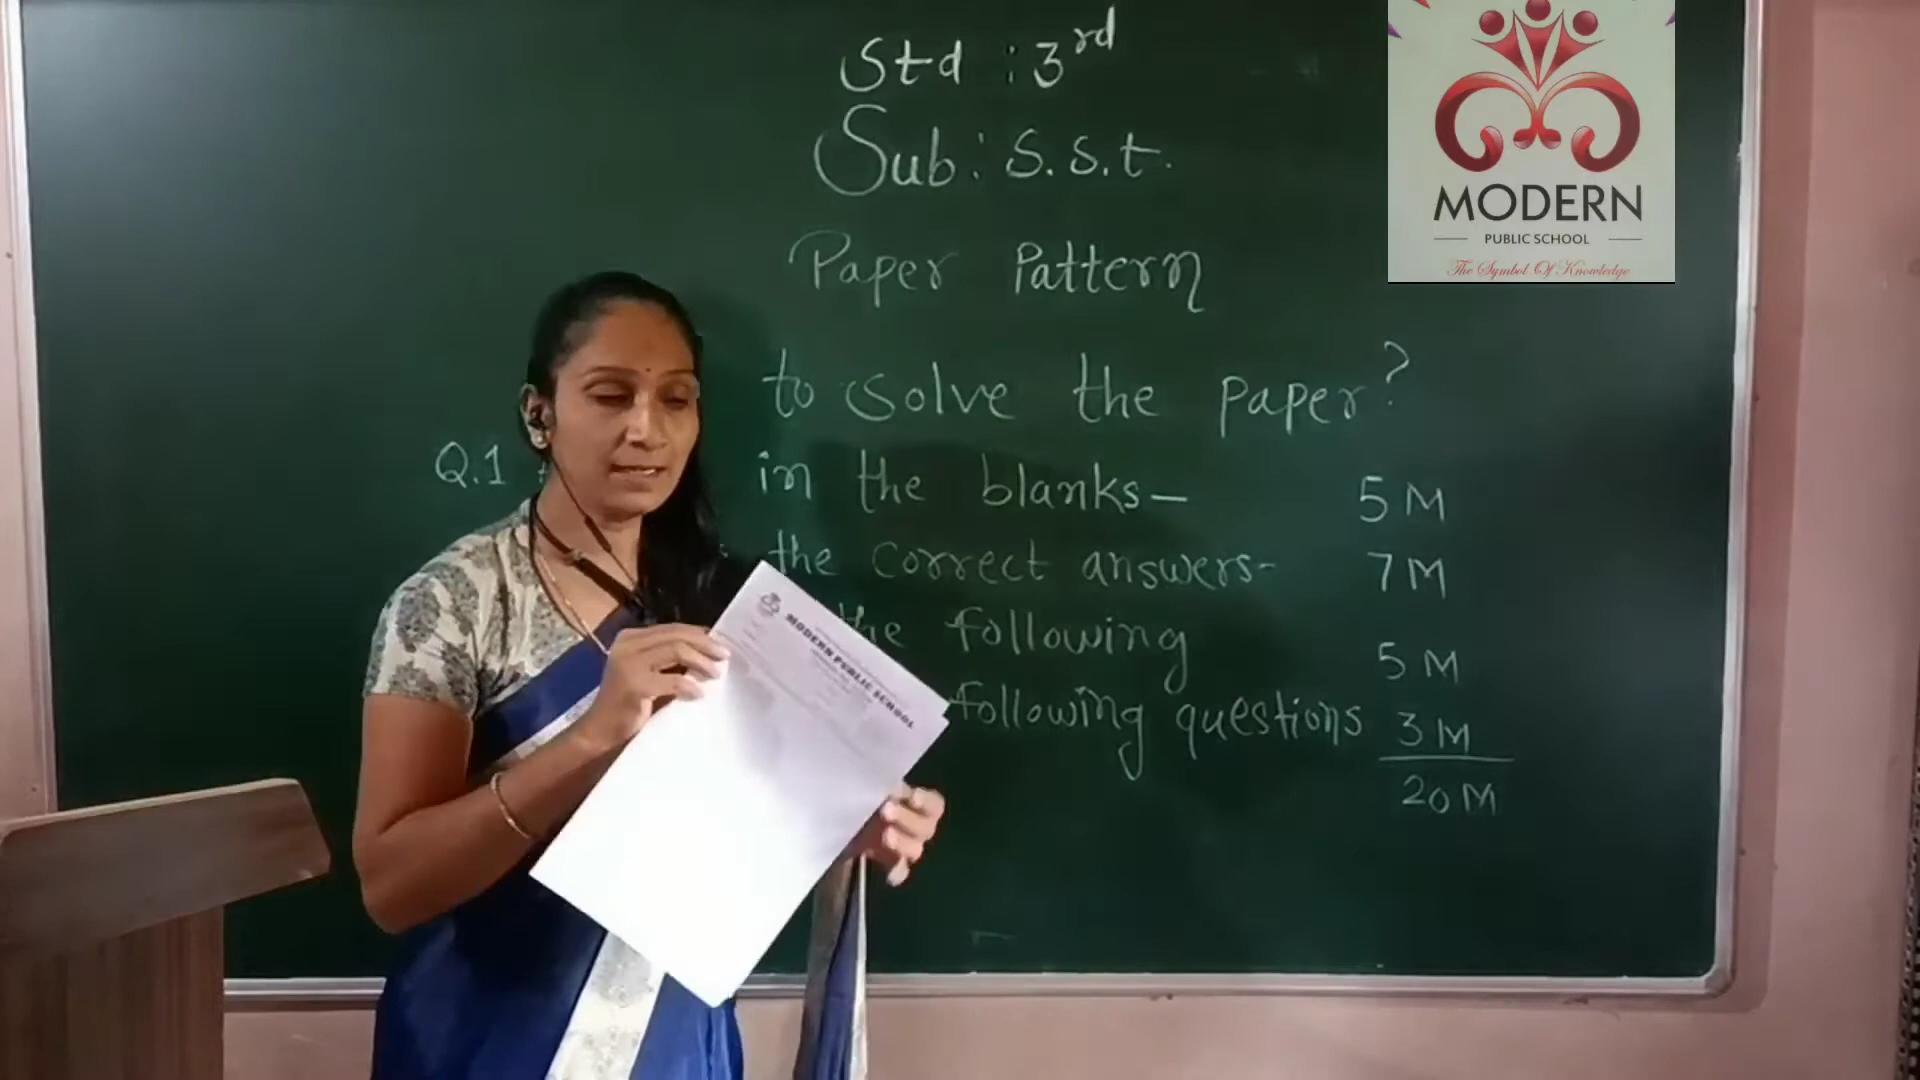 Std : 3rd
Sub: S.S.t.
Paper Pattern
to solve the paper?
Q.1 in the blanks— 5 M
the correct answers- 7 M
the following 5 M
following questions 3 M
20 M
MODERN
PUBLIC SCHOOL
The Symbol Of Knowledge
MODERN PUBLIC SCHOOL